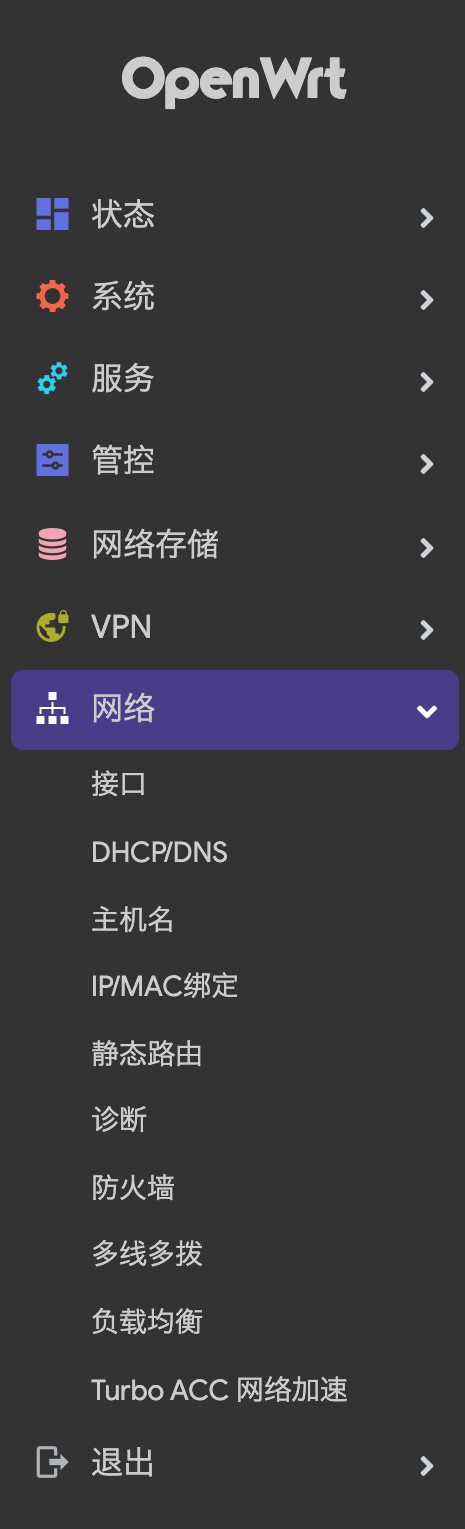 OpenWrt
状态
系统
服务
管控
网络存储
VPN
网络
接口
DHCP/DNS
主机名
IP/MAC绑定
静态路由
诊断
防火墙
多线多拨
负载均衡
Turbo ACC 网络加速
退出